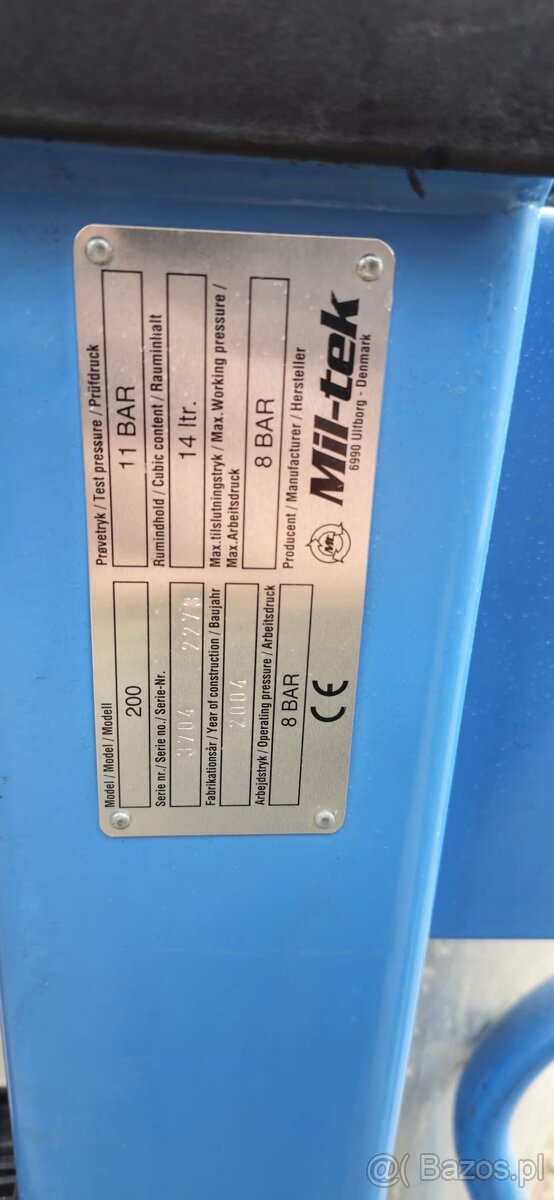 Model / Model / Modell
200
Serie nr. / Serie no. / Serie-Nr.
3704 2273
Fabrikationsår / Year of construction / Baujahr
2004
Arbejdstryk / Operating pressure / Arbeitsdruck
8 BAR
CE
Prøvetryk / Test pressure / Prüfdruck
11 BAR
Rumindhold / Cubic content / Rauminhalt
14 ltr.
Max.tilslutningstryk / Max. Working pressure /
Max.Arbeitsdruck
8 BAR
Producent / Manufacturer / Hersteller
Mil-tek
6990 Ulfborg - Denmark
@( Bazos.pl